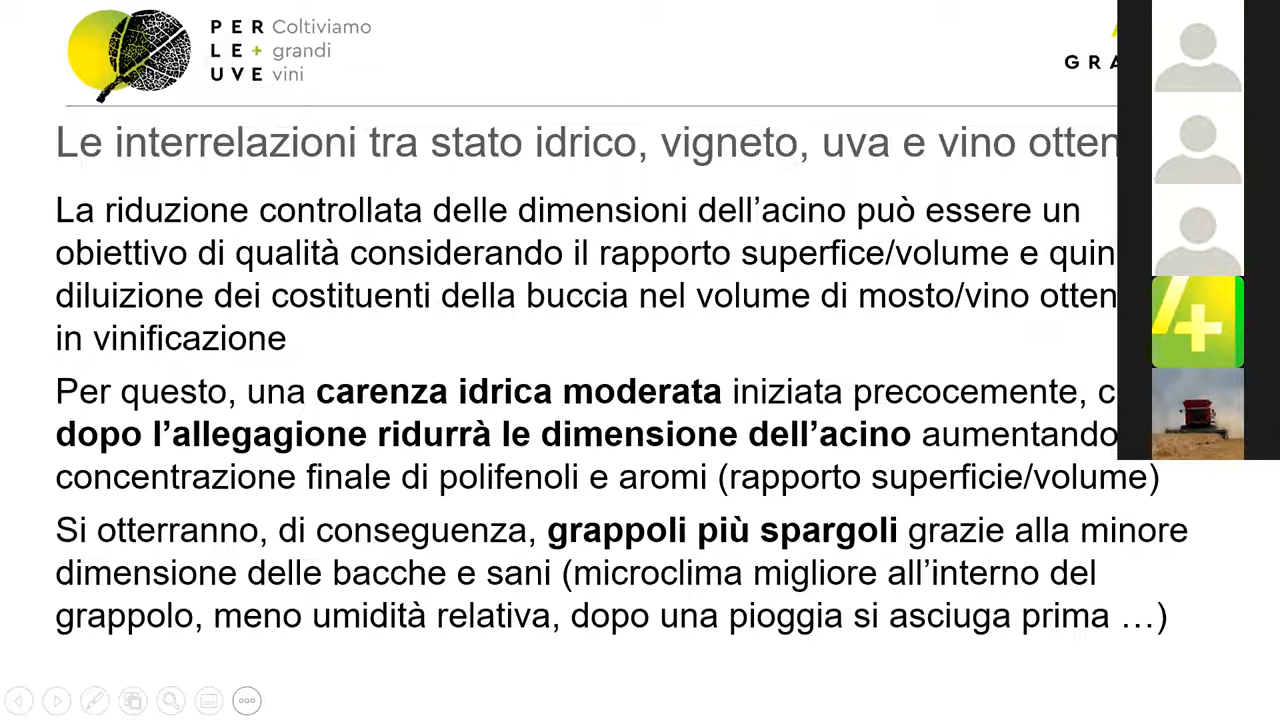 PER Coltiviamo
LE + grandi
UVE vini
Le interrelazioni tra stato idrico, vigneto, uva e vino
La riduzione controllata delle dimensioni dell’acino può essere un
obiettivo di qualità considerando il rapporto superfice/volume e
diluizione dei costituenti della buccia nel volume di mosto/vino
in vinificazione
Per questo, una carenza idrica moderata iniziata precocemente,
dopo l’allegagione ridurrà le dimensione dell’acino aumentando
concentrazione finale di polifenoli e aromi (rapporto superficie/volume)
Si otterranno, di conseguenza, grappoli più spargoli grazie alla minore
dimensione delle bacche e sani (microclima migliore all’interno del
grappolo, meno umidità relativa, dopo una pioggia si asciuga prima …)